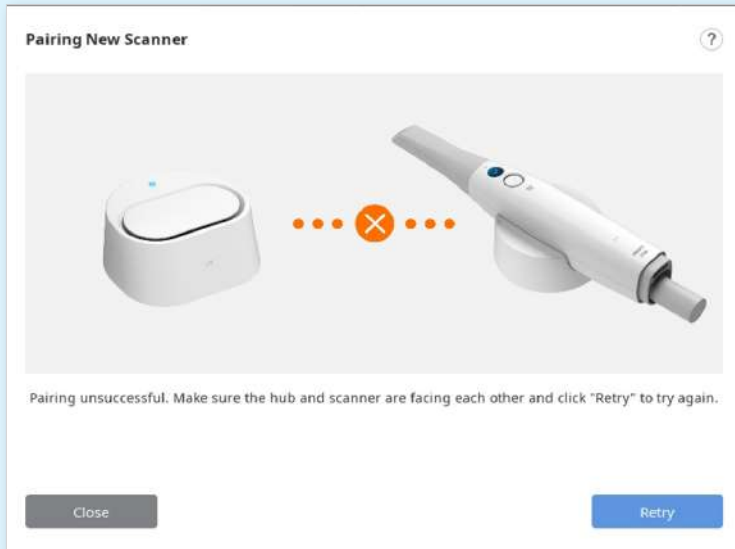 Pairing New Scanner
?
Pairing unsuccessful. Make sure the hub and scanner are facing each other and click "Retry" to try again.
Close
Retry